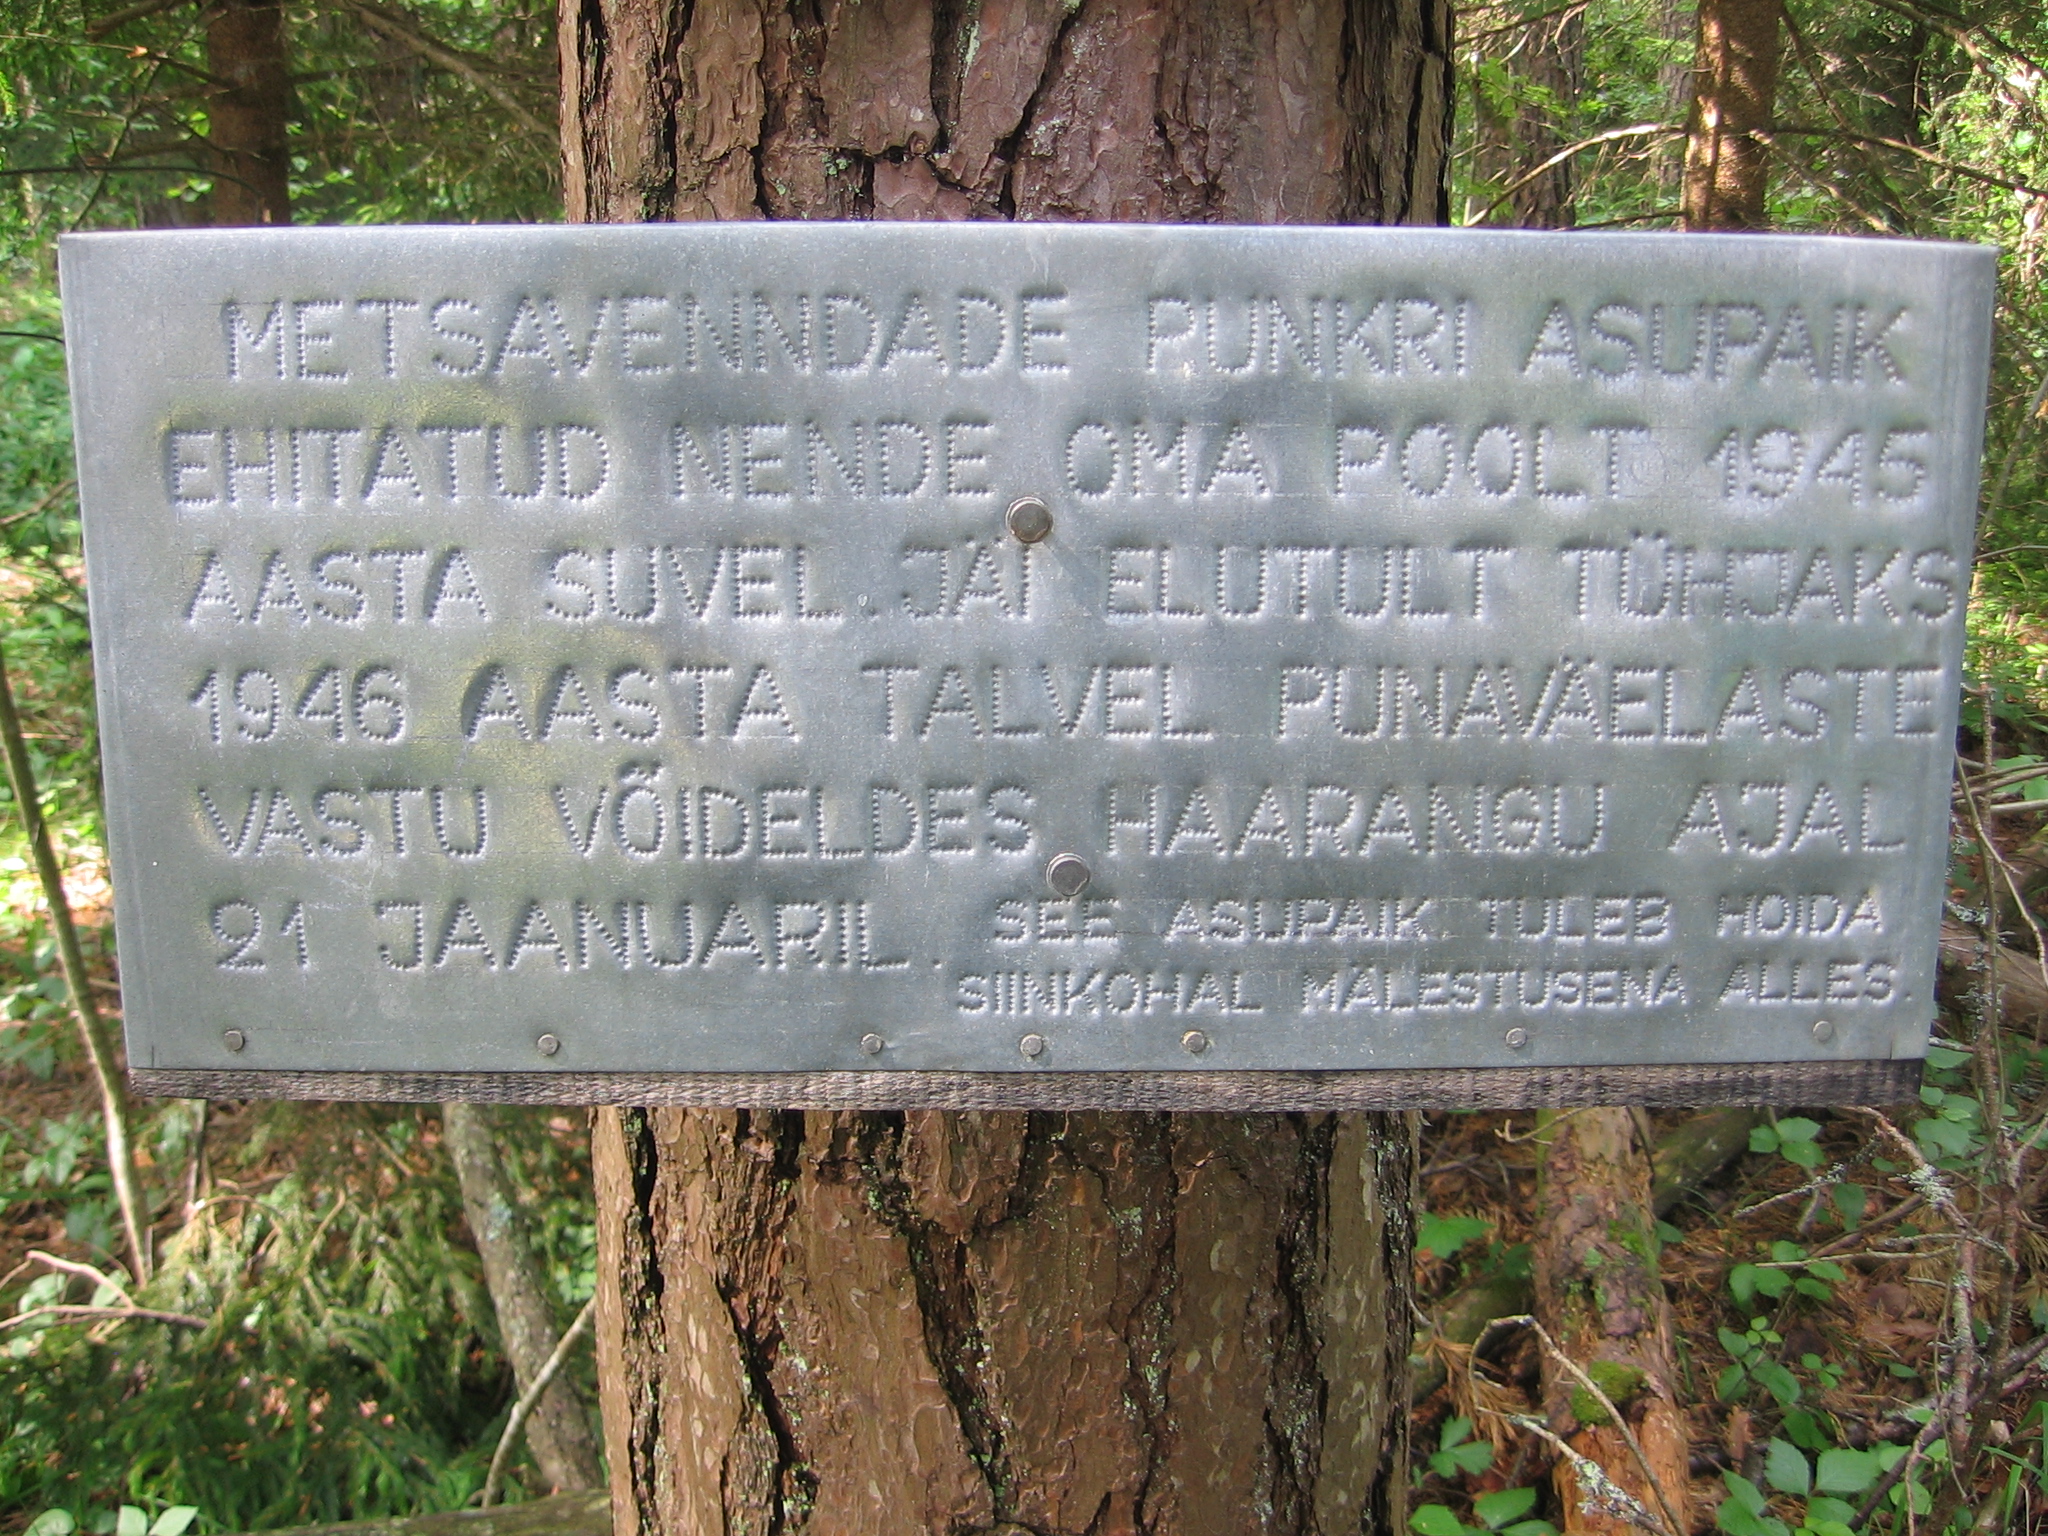 METSAVENNDADE PUNKRI ASUPAIK
EHITATUD NENDE OMA POOLT 1945
AASTA SUVEL. JÄI ELUTULT TÜHJAKS
1946 AASTA TALVEL PUNAVÄELASTE
VASTU VÕIDELDES HAARANGU AJAL
21 JAANUARIL. SEE ASUPAIK TULEB HOIDA
SIINKOHAL MÄLESTUSENA ALLES.